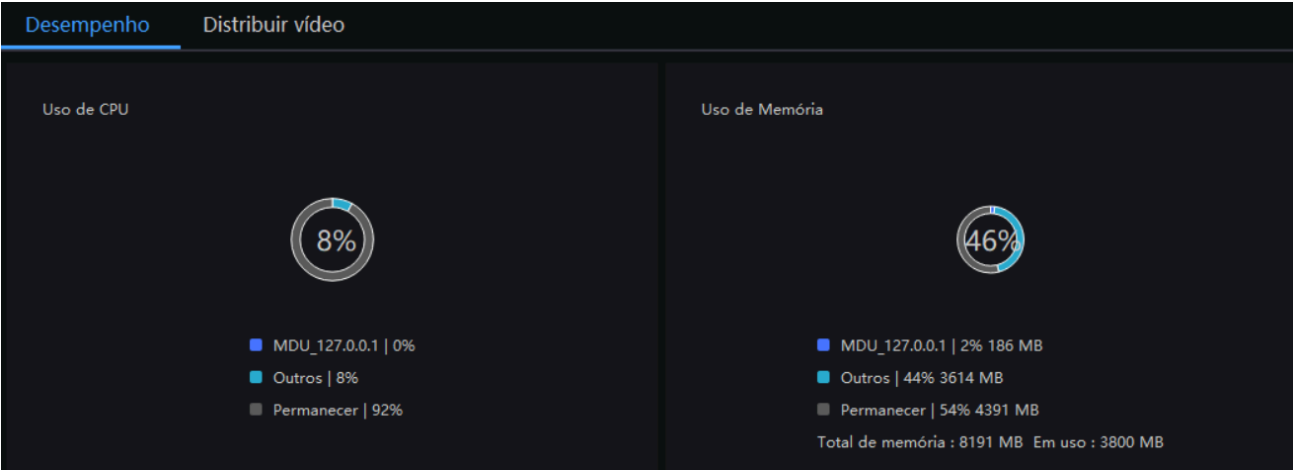 Desempenho Distribuir vídeo
Uso de CPU
8%
MDU_127.0.0.1 | 0%
Outros | 8%
Permanecer | 92%
Uso de Memória
46%
MDU_127.0.0.1 | 2% 186 MB
Outros | 44% 3614 MB
Permanecer | 54% 4391 MB
Total de memória : 8191 MB Em uso : 3800 MB